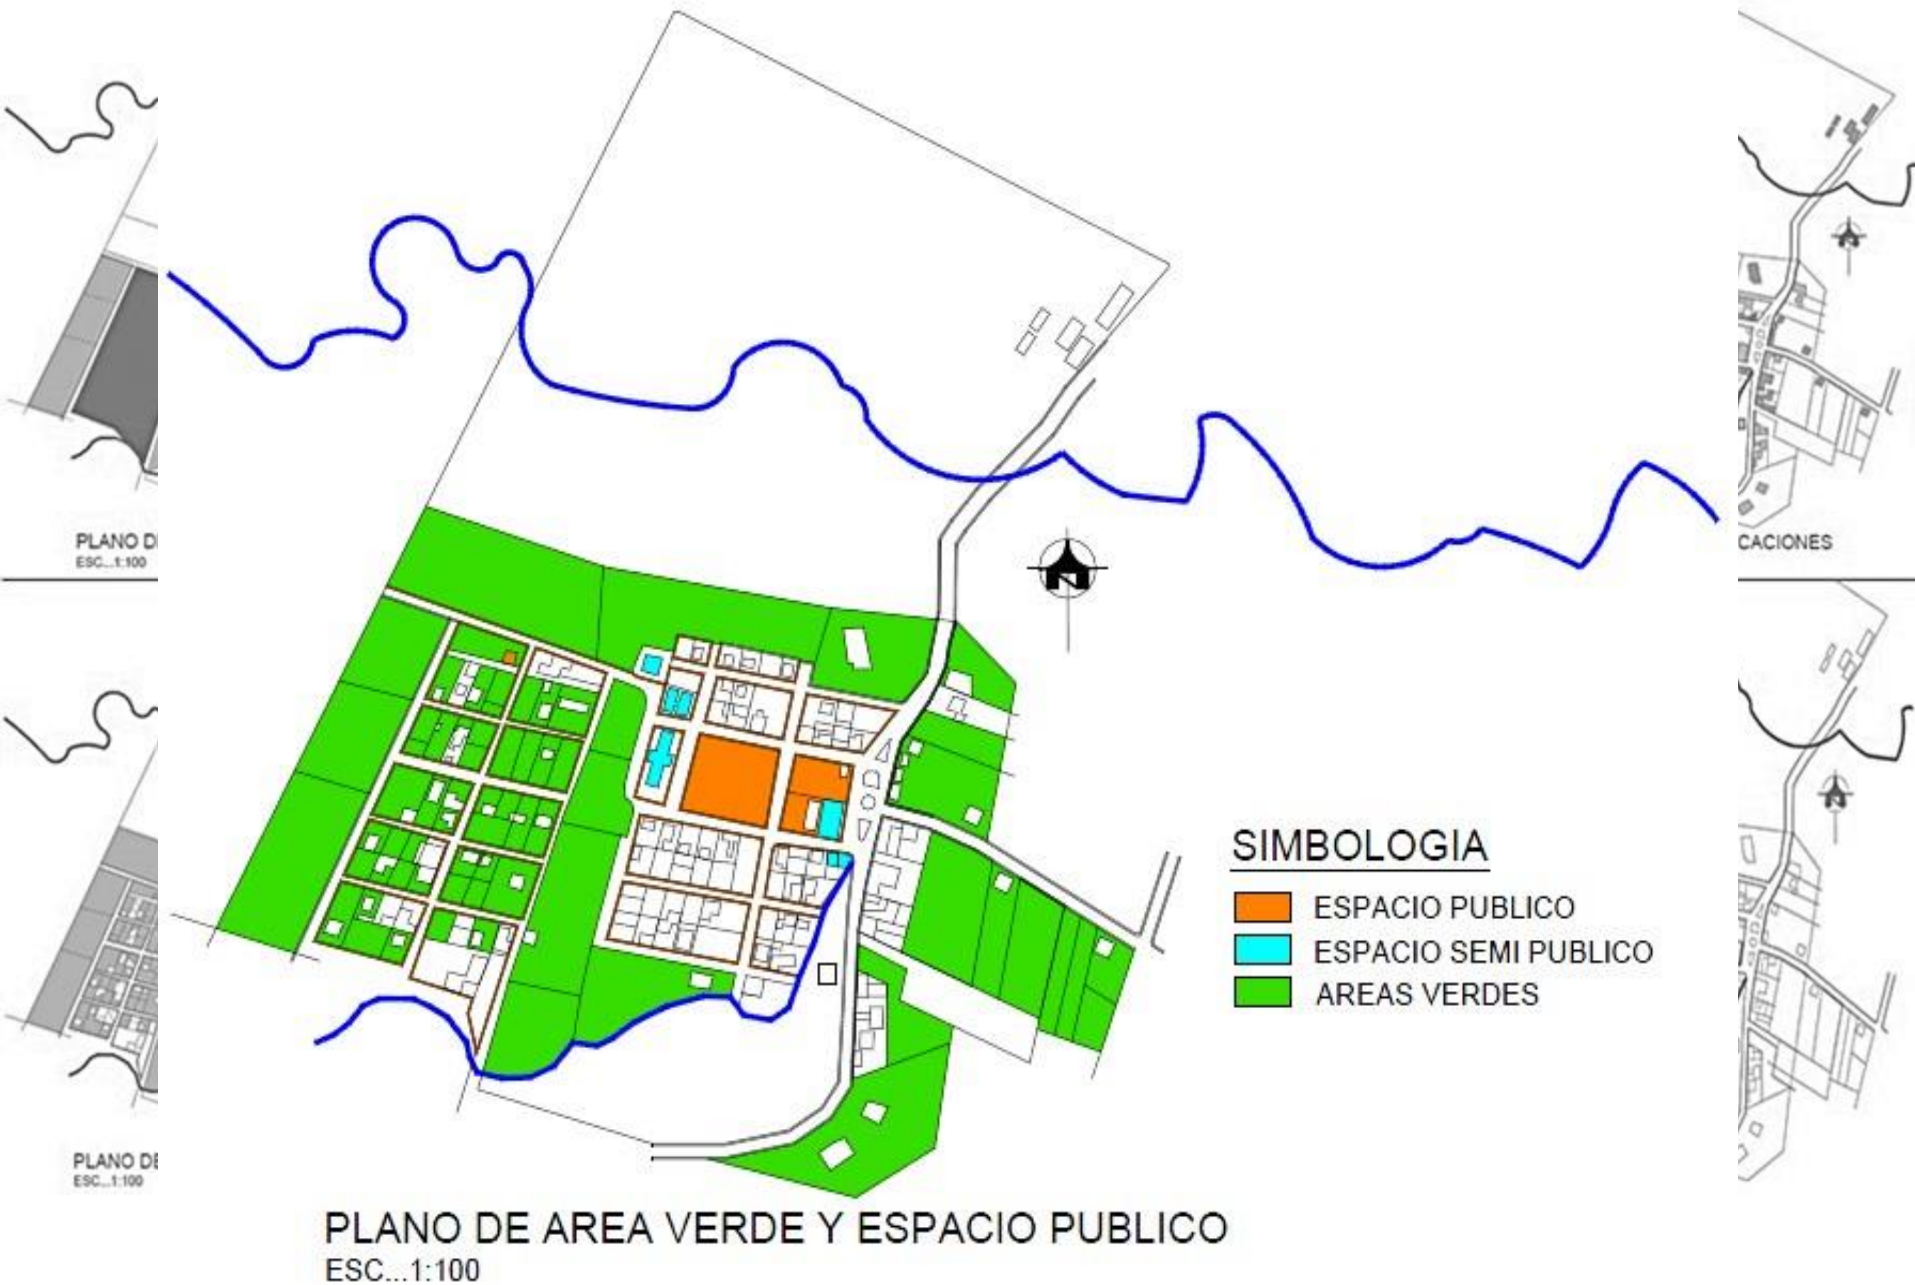 PLANO D
ESC...1:100
CACIONES
SIMBOLOGIA
ESPACIO PUBLICO
ESPACIO SEMI PUBLICO
AREAS VERDES
PLANO DE
ESC...1:100
PLANO DE AREA VERDE Y ESPACIO PUBLICO
ESC...1:100